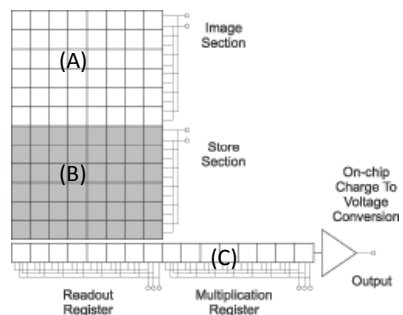 (A)
Image
Section
(B)
Store
Section
On-chip
Charge To
Voltage
Conversion
(C)
Output
Readout
Register
Multiplication
Register